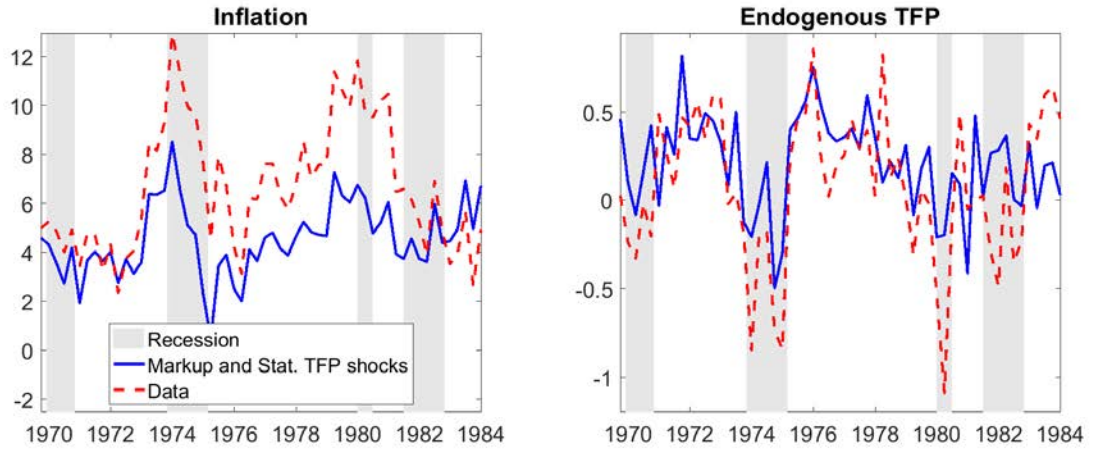 Inflation
12
10
8
6
4
2
0
-2
Recession
Markup and Stat. TFP shocks
Data
1970 1972 1974 1976 1978 1980 1982 1984
Endogenous TFP
0.5
0
-0.5
-1
1970 1972 1974 1976 1978 1980 1982 1984